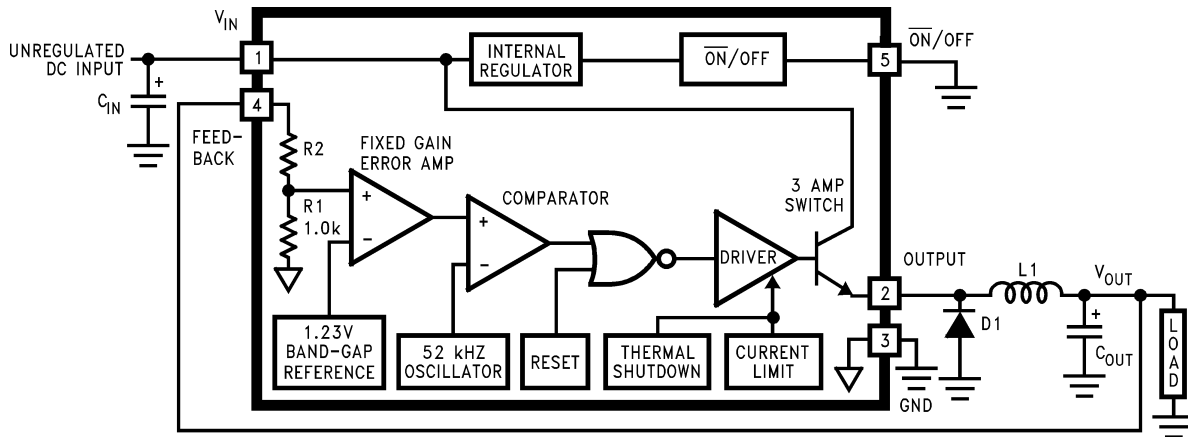 V_IN
UNREGULATED
DC INPUT
+
C_IN
1
4
FEED-
BACK
INTERNAL
REGULATOR
O̅N̅/OFF
5
O̅N̅/OFF
R2
R1
1.0k
FIXED GAIN
ERROR AMP
+
−
COMPARATOR
+
−
3 AMP
SWITCH
DRIVER
1.23V
BAND-GAP
REFERENCE
52 kHZ
OSCILLATOR
RESET
THERMAL
SHUTDOWN
CURRENT
LIMIT
OUTPUT
2
3
GND
D1
L1
V_OUT
+
C_OUT
LOAD